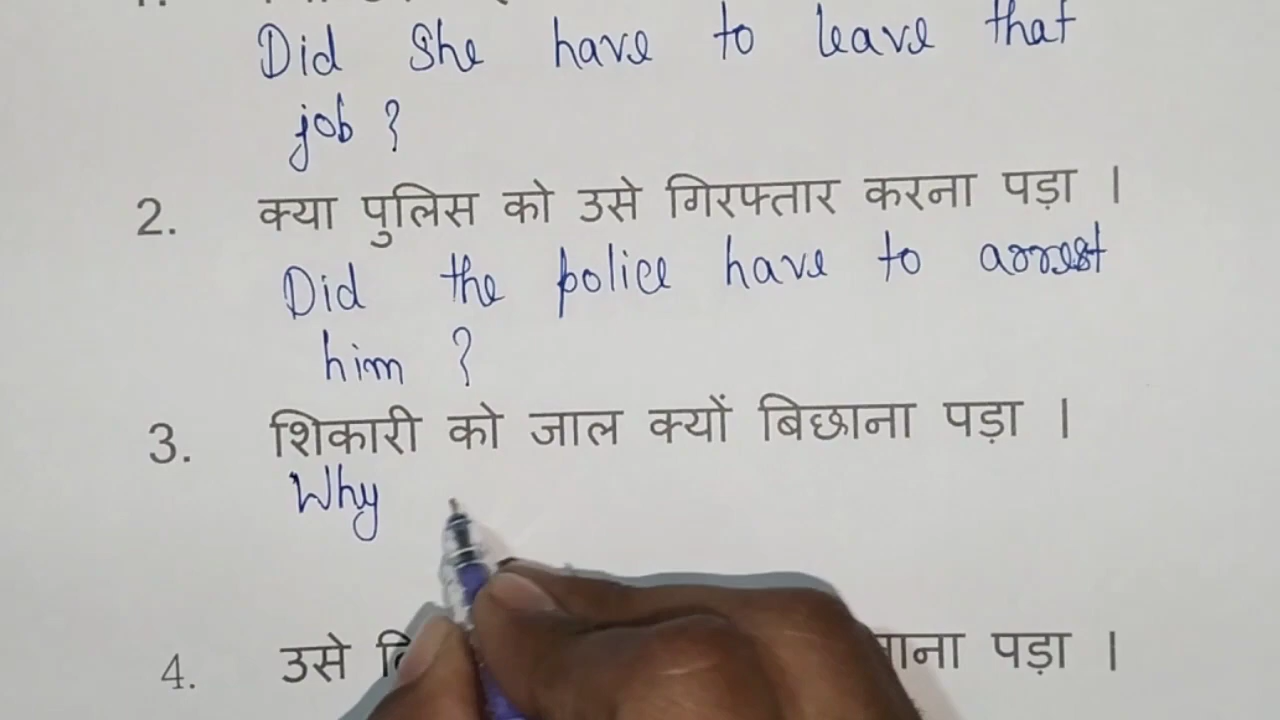 Did She have to leave that
job ?
2. क्या पुलिस को उसे गिरफ्तार करना पड़ा ।
Did the police have to arrest
him ?
3. शिकारी को जाल क्यों बिछाना पड़ा ।
Why
4. उसे पड़ा ।